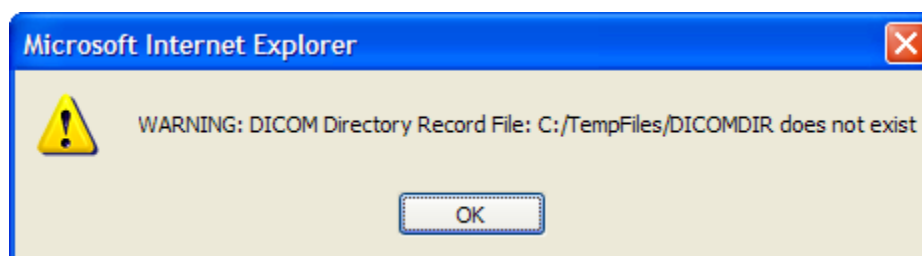 Microsoft Internet Explorer
WARNING: DICOM Directory Record File: C:/TempFiles/DICOMDIR does not exist
OK